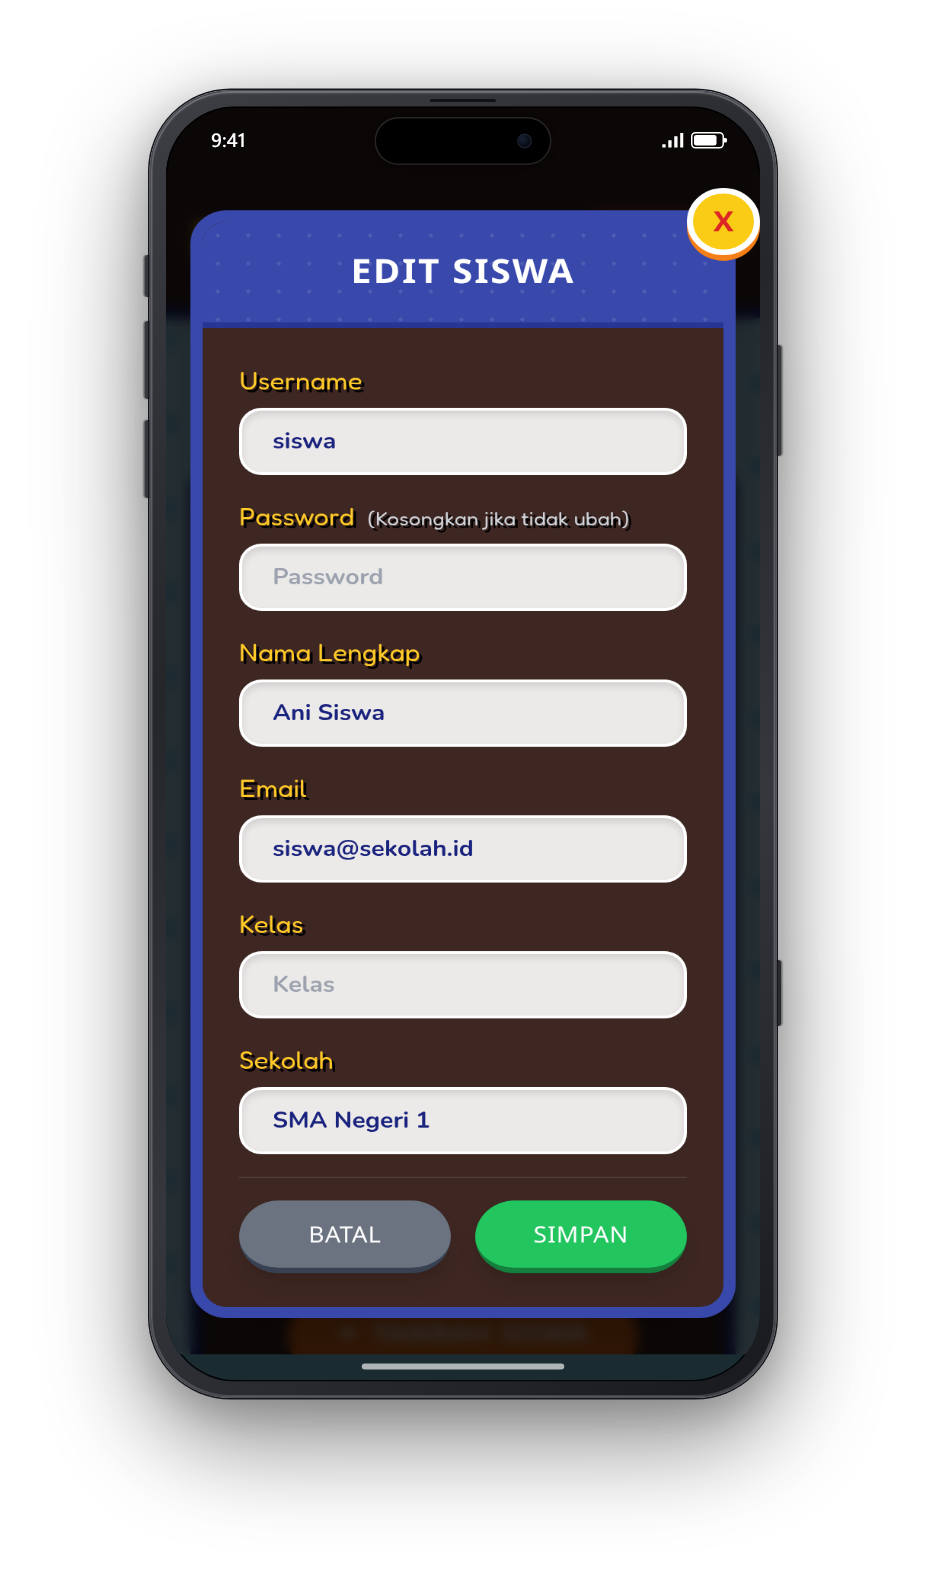 9:41
X
EDIT SISWA
Username
siswa
Password (Kosongkan jika tidak ubah)
Password
Nama Lengkap
Ani Siswa
Email
siswa@sekolah.id
Kelas
Kelas
Sekolah
SMA Negeri 1
BATAL SIMPAN